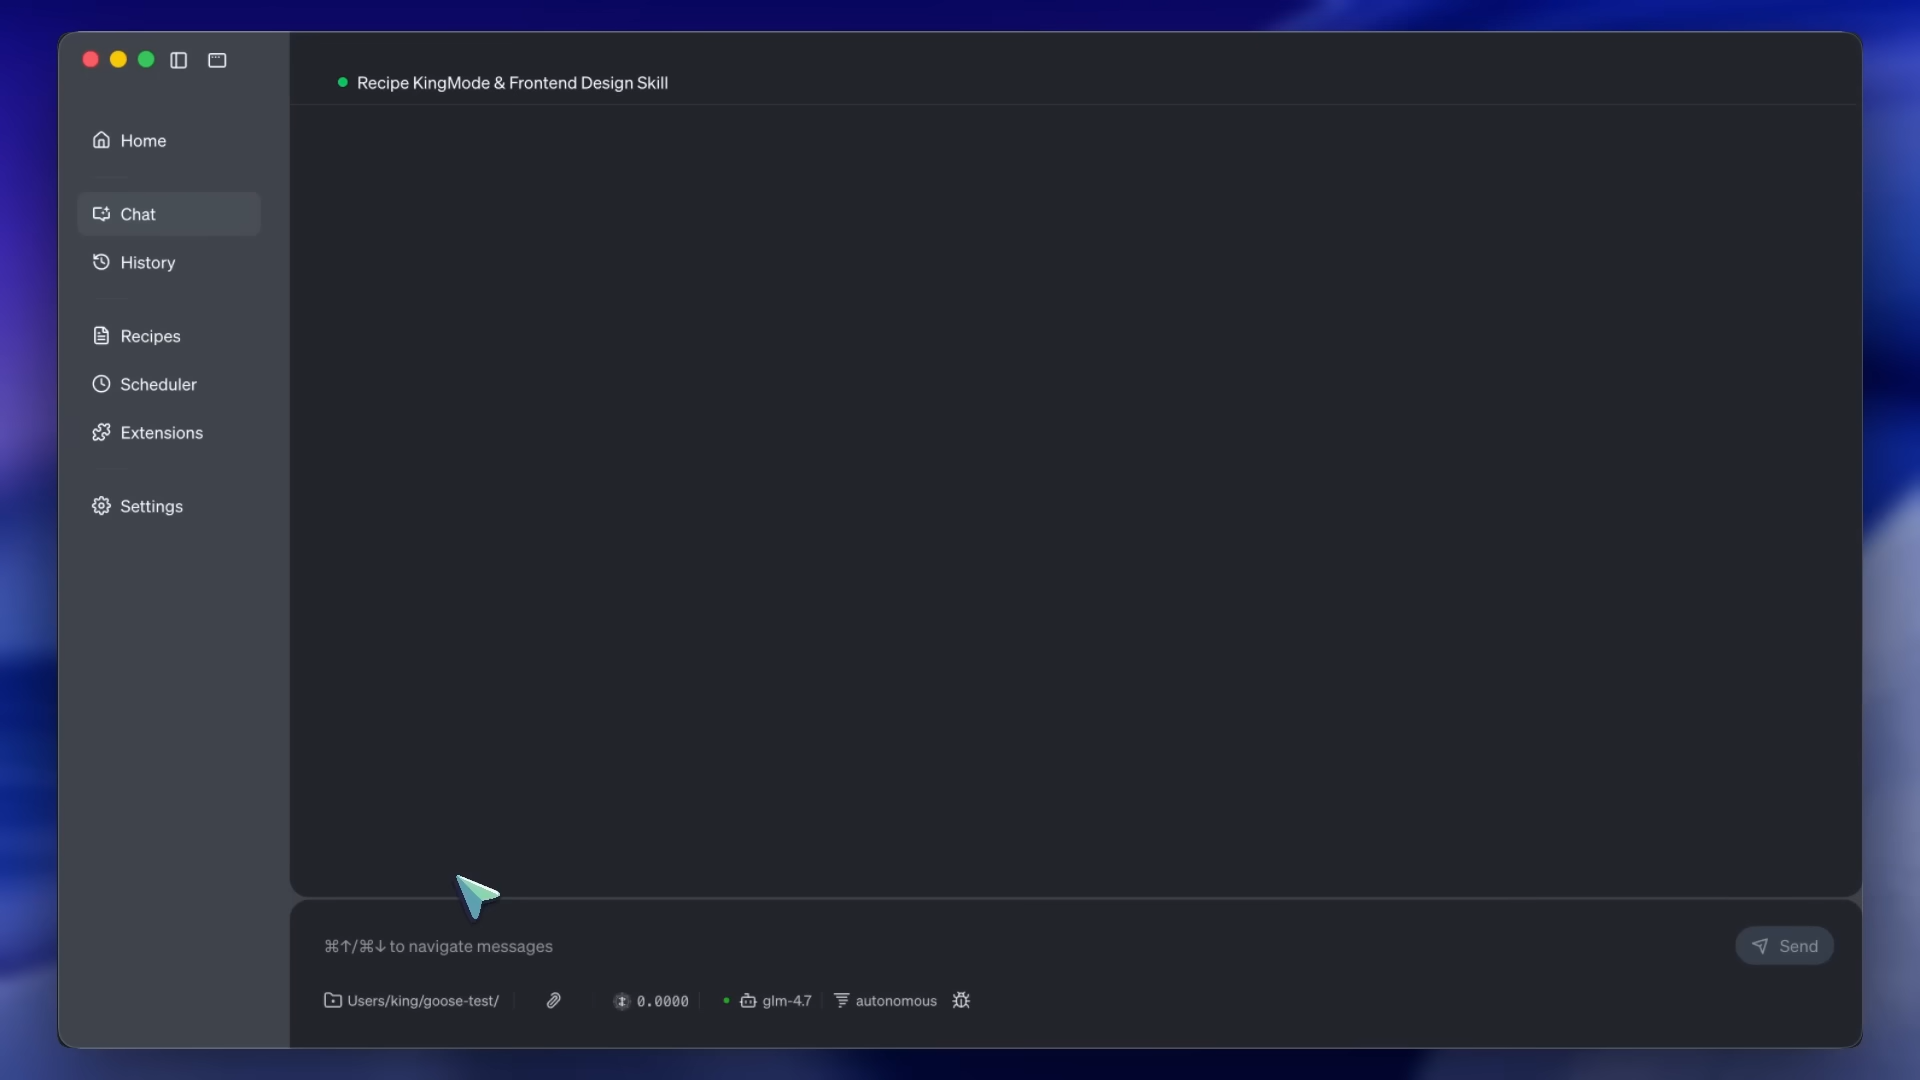 Recipe KingMode & Frontend Design Skill
Home
Chat
History
Recipes
Scheduler
Extensions
Settings
⌘↑/⌘↓ to navigate messages
Send
Users/king/goose-test/
0.0000
glm-4.7
autonomous